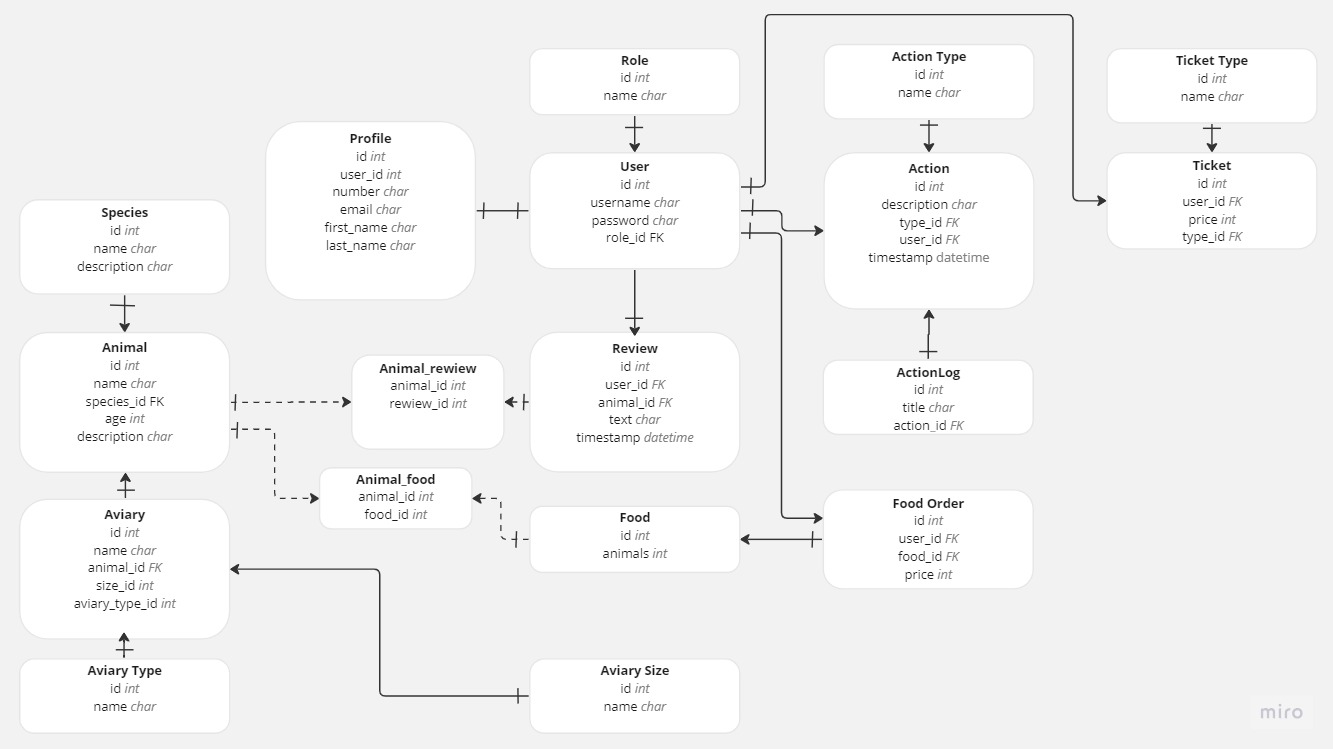 Role
id int
name char
Action Type
id int
name char
Ticket Type
id int
name char
Profile
id int
user_id int
number char
email char
first_name char
last_name char
User
id int
username char
password char
role_id FK
Action
id int
description char
type_id FK
user_id FK
timestamp datetime
Ticket
id int
user_id FK
price int
type_id FK
Species
id int
name char
description char
Animal
id int
name char
species_id FK
age int
description char
Animal_rewiew
animal_id int
rewiew_id int
Review
id int
user_id FK
animal_id FK
text char
timestamp datetime
ActionLog
id int
title char
action_id FK
Animal_food
animal_id int
food_id int
Aviary
id int
name char
animal_id FK
size_id int
aviary_type_id int
Food
id int
animals int
Food Order
id int
user_id FK
food_id FK
price int
Aviary Type
id int
name char
Aviary Size
id int
name char
miro